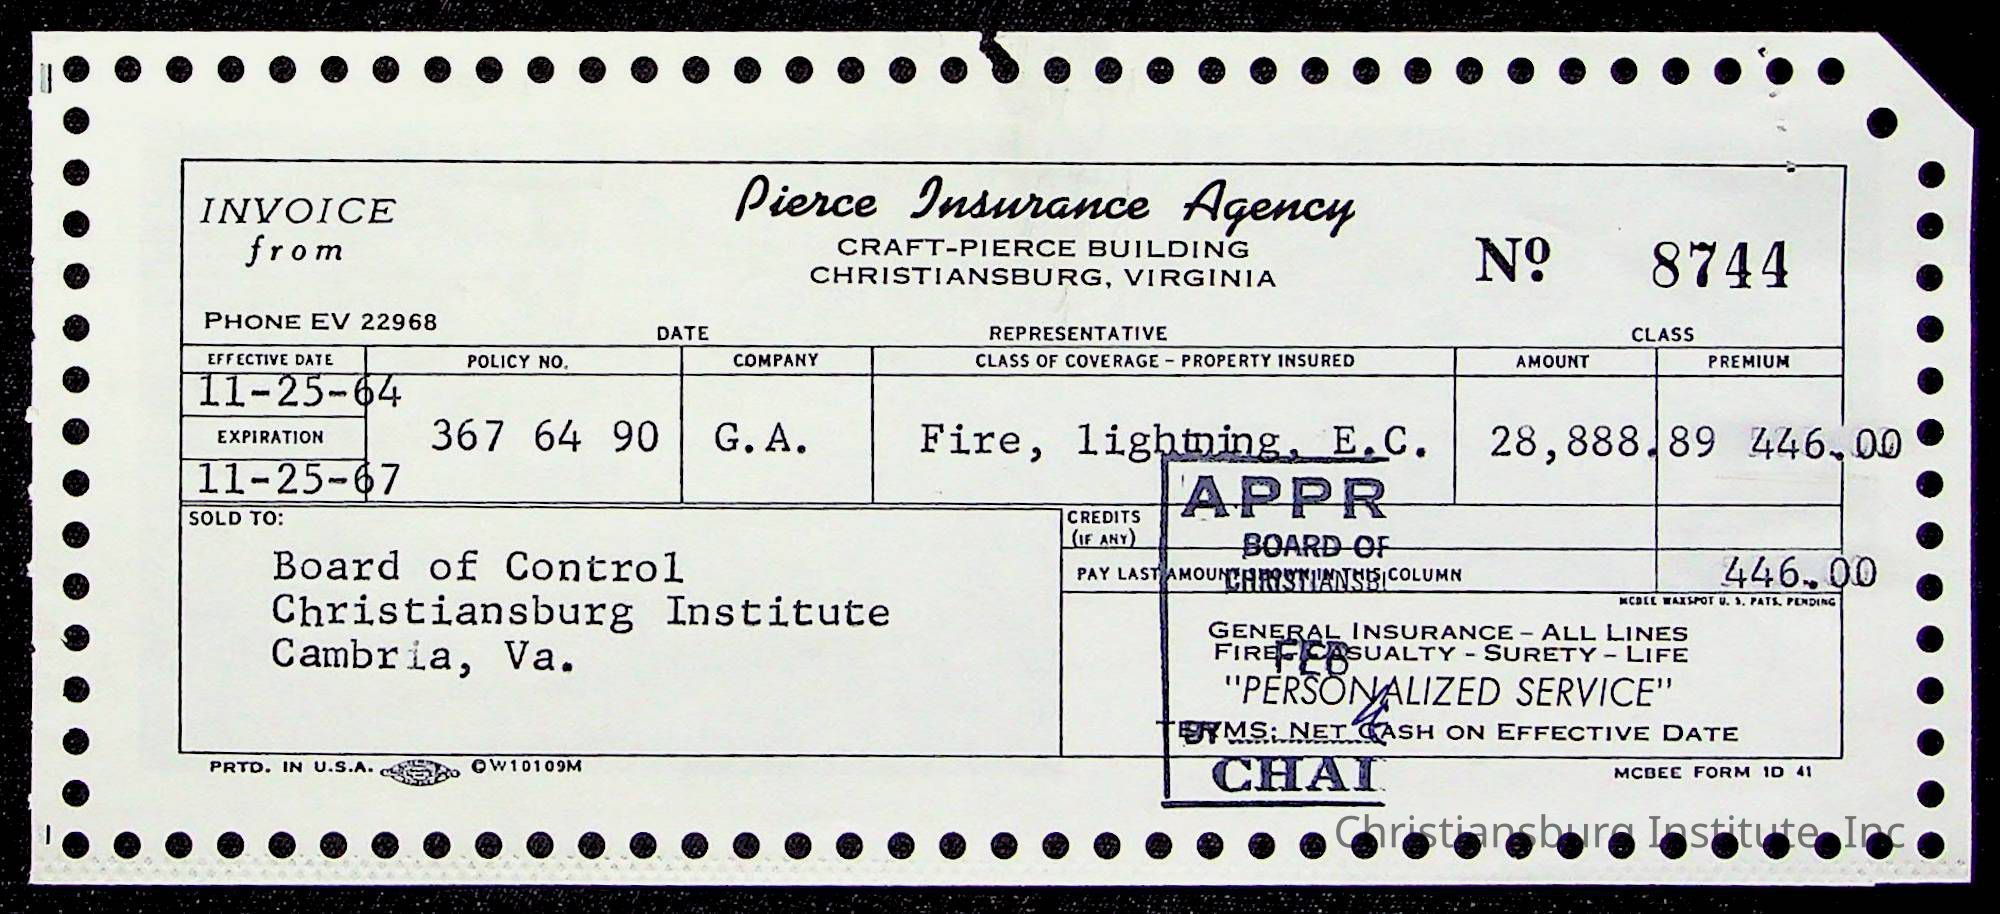 INVOICE
from
Pierce Insurance Agency
CRAFT-PIERCE BUILDING
CHRISTIANSBURG, VIRGINIA
Nº 8744
PHONE EV 22968
DATE REPRESENTATIVE CLASS
EFFECTIVE DATE POLICY NO. COMPANY CLASS OF COVERAGE - PROPERTY INSURED AMOUNT PREMIUM
11-25-64
EXPIRATION
367 64 90 G.A. Fire, lightning, E.C. 28,888.89 446.00
11-25-67
SOLD TO:
Board of Control
Christiansburg Institute
Cambria, Va.
CREDITS
(IF ANY)
PAY LAST AMOUNT SHOWN IN THIS COLUMN 446.00
MCBEE WAXSPOT U. S. PATS. PENDING
GENERAL INSURANCE - ALL LINES
FIRE - CASUALTY - SURETY - LIFE
"PERSONALIZED SERVICE"
TERMS: NET CASH ON EFFECTIVE DATE
APPR
BOARD OF
CHRISTIANSB
FEB
BY
CHAI
PRTD. IN U.S.A. ©W10109M
MCBEE FORM 1D 41
Christiansburg Institute, Inc